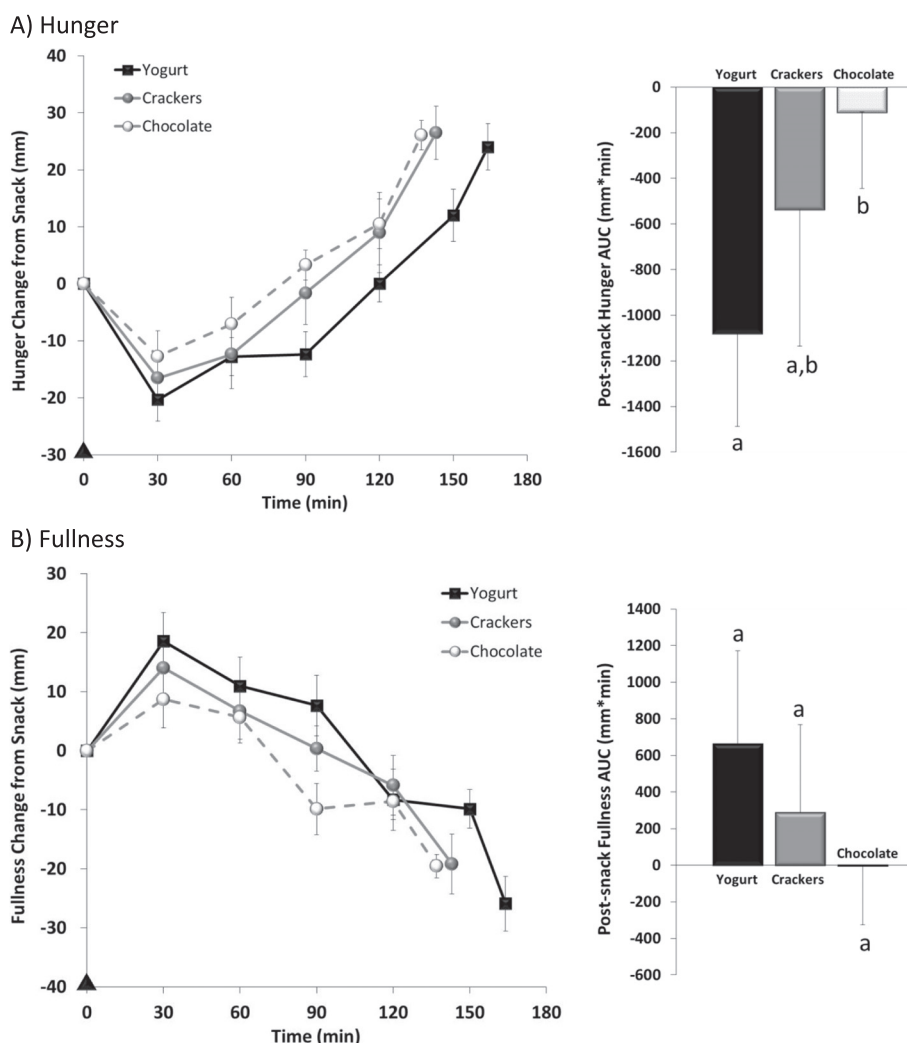 A) Hunger
Hunger Change from Snack (mm)
40
30
20
10
0
-10
-20
-30
Yogurt
Crackers
Chocolate
0 30 60 90 120 150 180
Time (min)
Post-snack Hunger AUC (mm*min)
Yogurt Crackers Chocolate
0
-200
-400
-600
-800
-1000
-1200
-1400
-1600
a
a,b
b
B) Fullness
Fullness Change from Snack (mm)
30
20
10
0
-10
-20
-30
-40
Yogurt
Crackers
Chocolate
0 30 60 90 120 150 180
Time (min)
Post-snack Fullness AUC (mm*min)
1400
1200
1000
800
600
400
200
0
-200
-400
-600
a
a
Chocolate
Yogurt Crackers
a